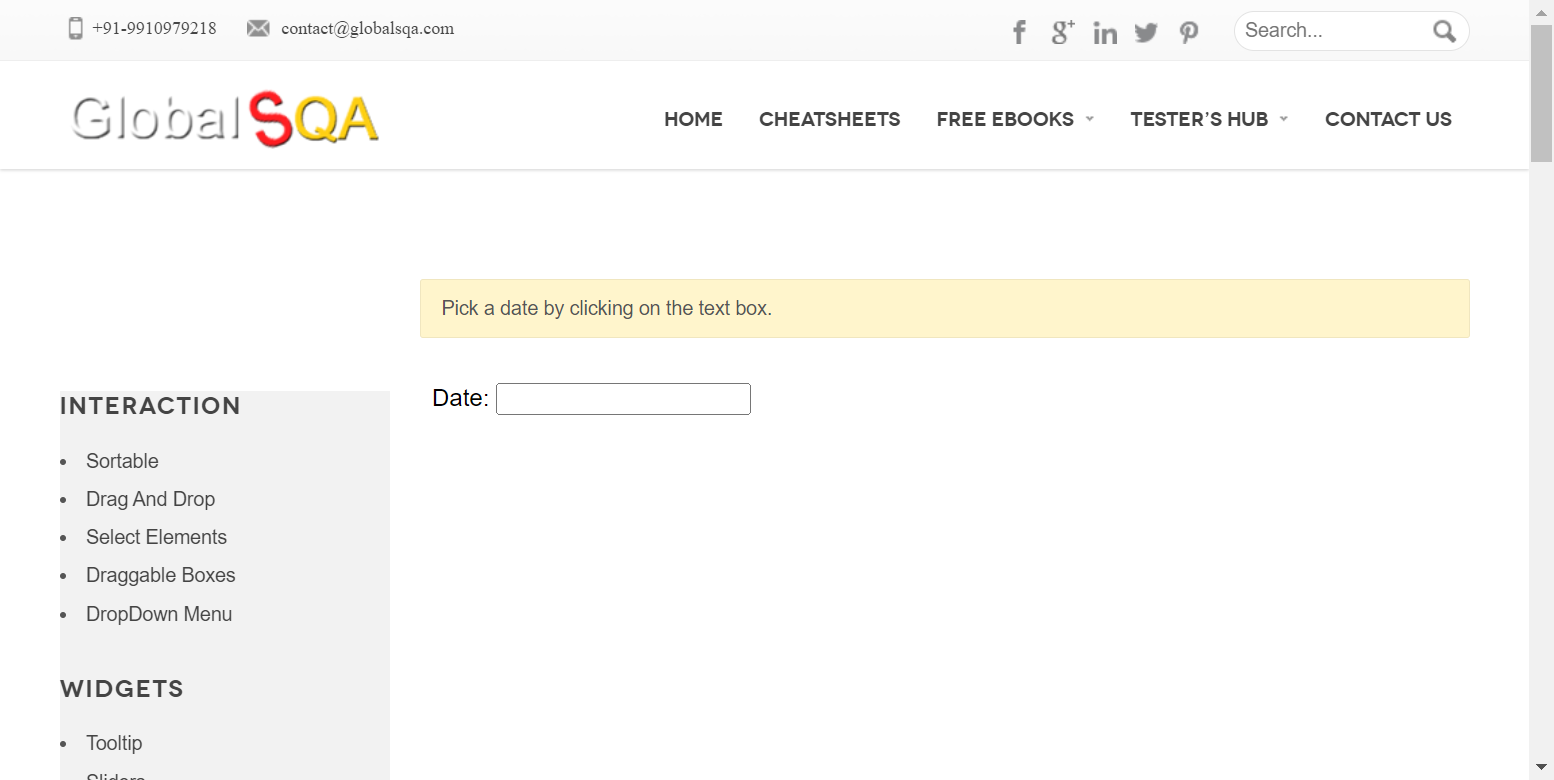 +91-9910979218 contact@globalsqa.com Search...
GlobalSQA HOME CHEATSHEETS FREE EBOOKS TESTER’S HUB CONTACT US
Pick a date by clicking on the text box.
Date:
INTERACTION
Sortable
Drag And Drop
Select Elements
Draggable Boxes
DropDown Menu
WIDGETS
Tooltip
Sliders